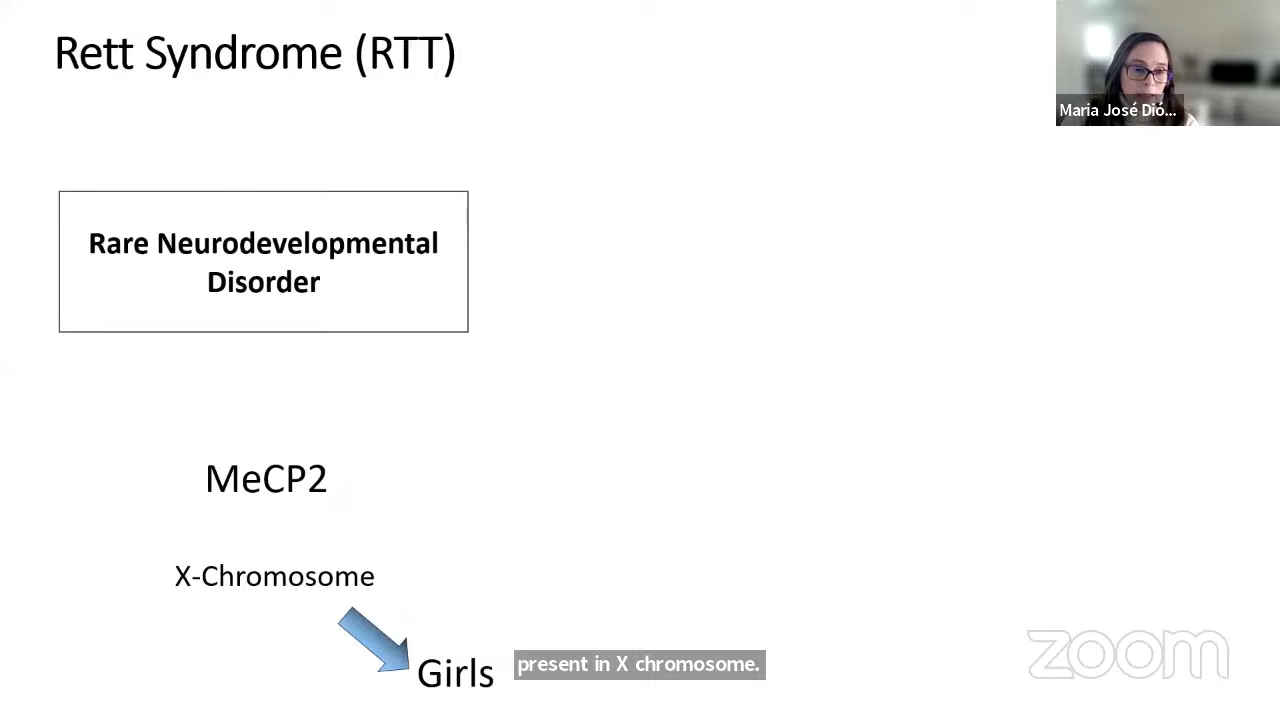 Rett Syndrome (RTT)
Maria José Dió...
Rare Neurodevelopmental
Disorder
MeCP2
X-Chromosome
Girls
present in X chromosome.
zoom